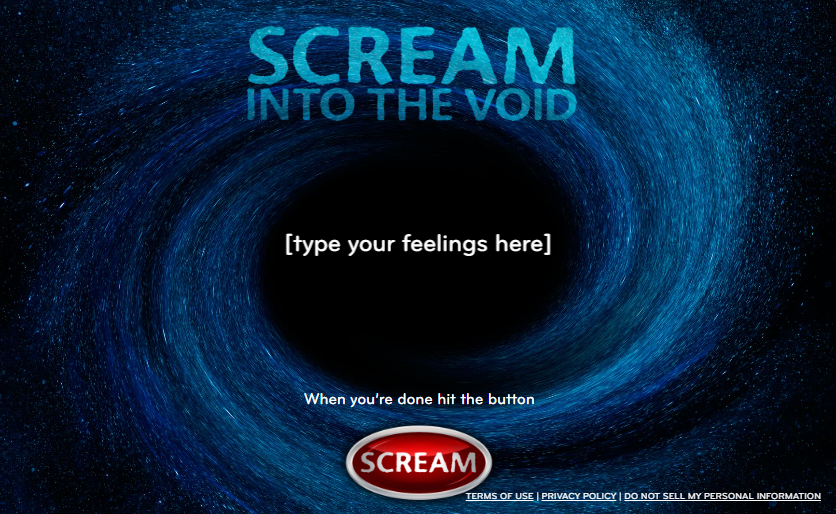 SCREAM
INTO THE VOID
[type your feelings here]
When you're done hit the button
SCREAM
TERMS OF USE | PRIVACY POLICY | DO NOT SELL MY PERSONAL INFORMATION